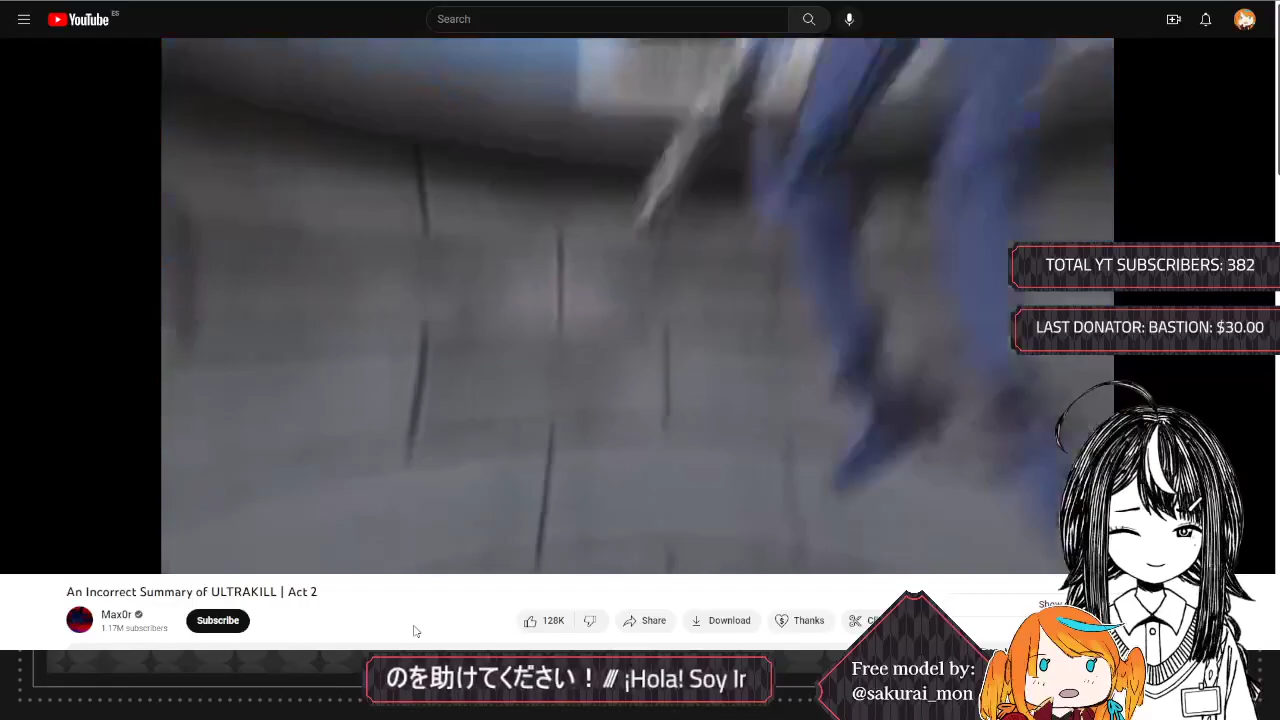 YouTube ES
Search
TOTAL YT SUBSCRIBERS: 382
LAST DONATOR: BASTION: $30.00
An Incorrect Summary of ULTRAKILL | Act 2
Max0r
1.17M subscribers
Subscribe
128K
Share
Download
Thanks
Show
のを助けてください！ /// ¡Hola! Soy Ir
Free model by:
@sakurai_mon